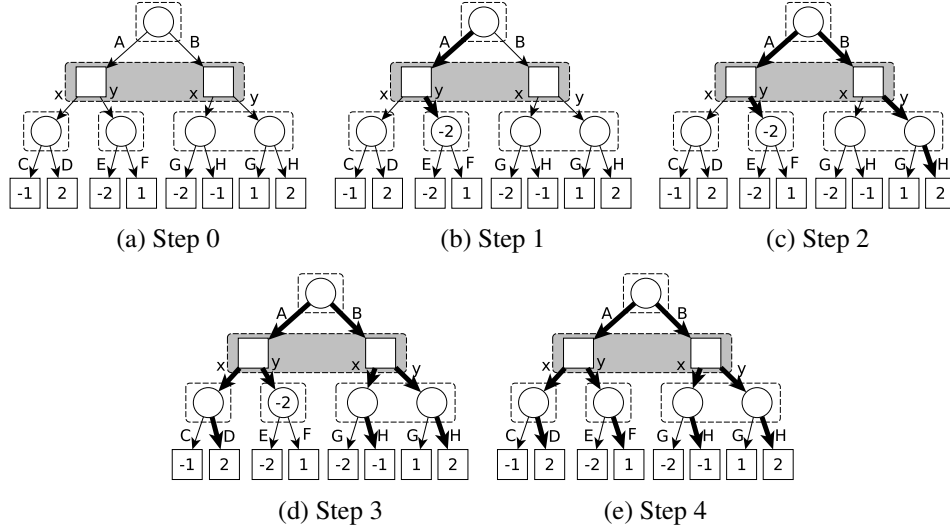 A B A B A B
x y x y x y x y x y x y
C D E F G H G H C D E F G H G H C D E F G H G H
-2 -2
-1 2 -2 1 -2 -1 1 2 -1 2 -2 1 -2 -1 1 2 -1 2 -2 1 -2 -1 1 2
(a) Step 0 (b) Step 1 (c) Step 2
A B A B
x y x y x y x y
-2
C D E F G H G H C D E F G H G H
-1 2 -2 1 -2 -1 1 2 -1 2 -2 1 -2 -1 1 2
(d) Step 3 (e) Step 4